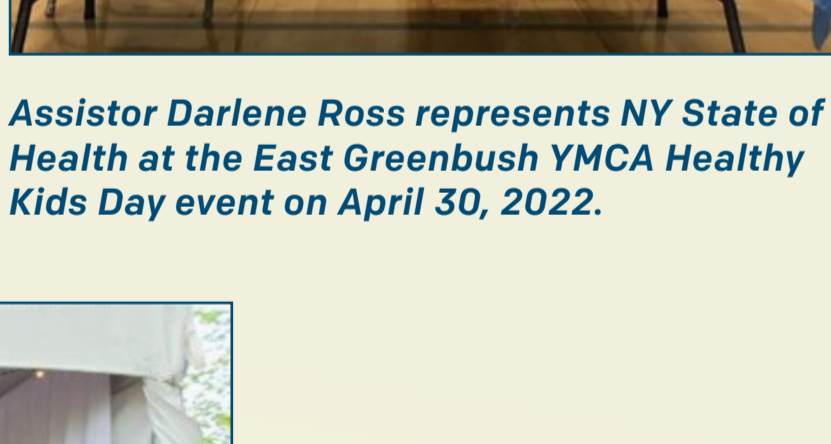 Assistor Darlene Ross represents NY State of
Health at the East Greenbush YMCA Healthy
Kids Day event on April 30, 2022.